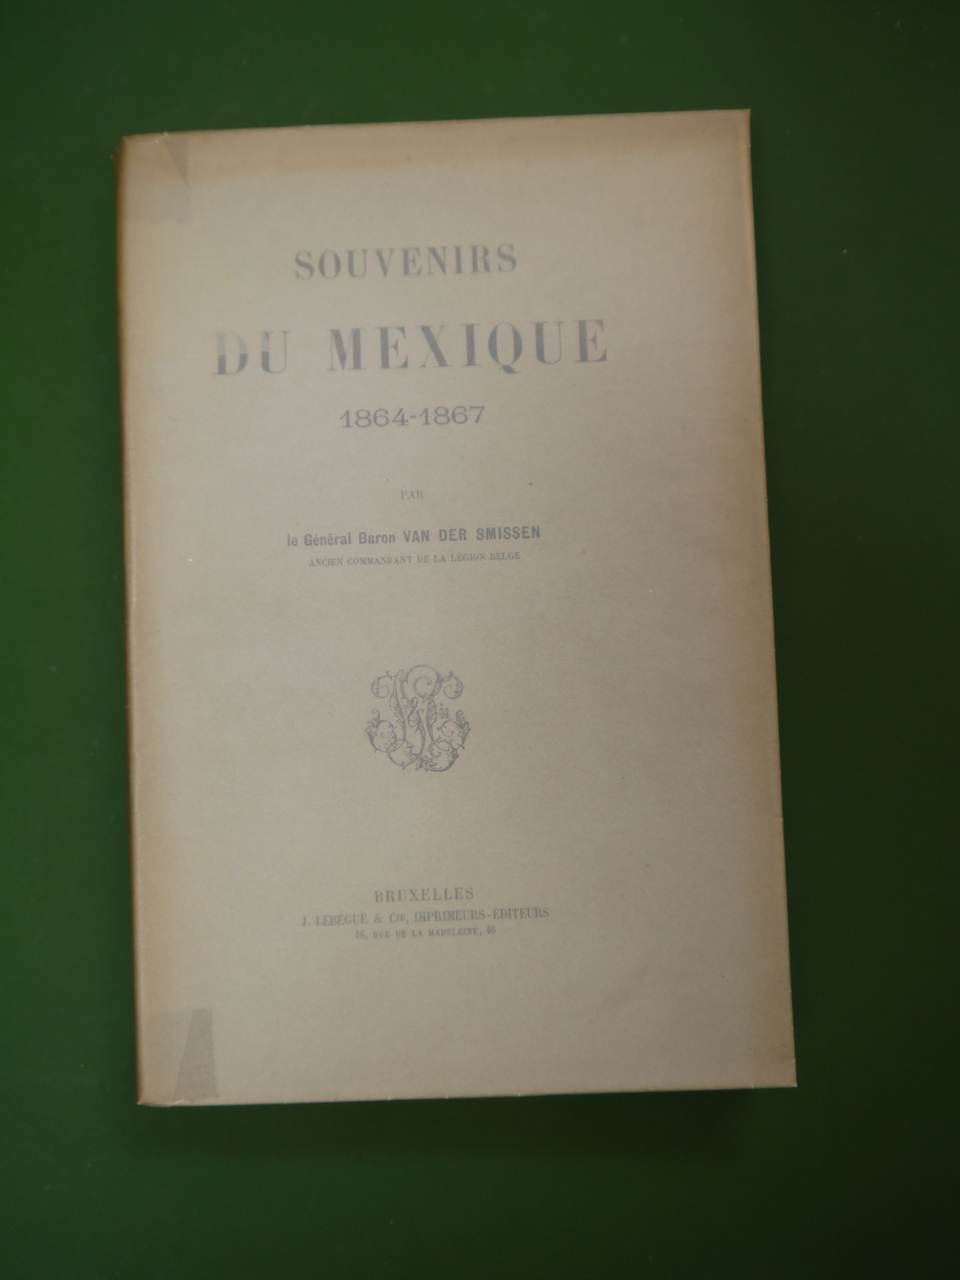 SOUVENIRS
DU MEXIQUE
1864-1867
PAR
le Général Baron VAN DER SMISSEN
ANCIEN COMMANDANT DE LA LÉGION BELGE
BRUXELLES
J. LEBÈGUE & Cie, IMPRIMEURS-ÉDITEURS
46, RUE DE LA MADELEINE, 46